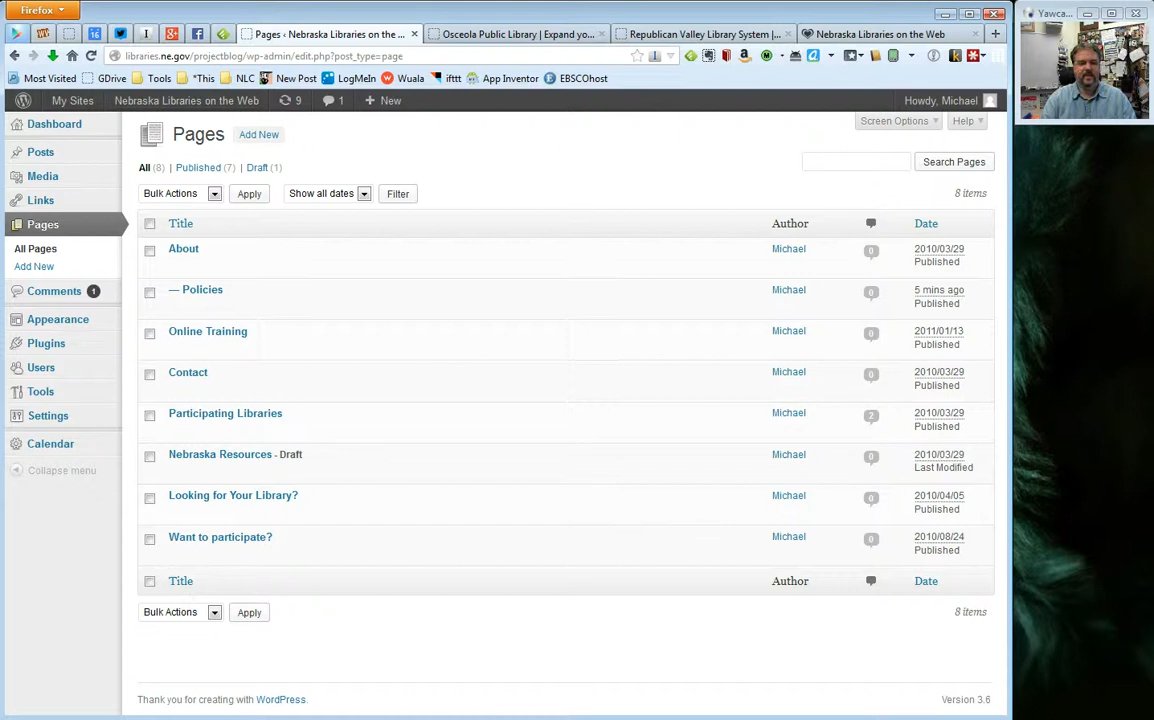 Firefox
Pages ‹ Nebraska Libraries on the ...
Osceola Public Library | Expand yo...
Republican Valley Library System |...
Nebraska Libraries on the Web
Yawca...
libraries.ne.gov/projectblog/wp-admin/edit.php?post_type=page
Most Visited
GDrive
Tools
*This
NLC
New Post
LogMeIn
Wuala
ifttt
App Inventor
EBSCOhost
My Sites
Nebraska Libraries on the Web
9
1
+ New
Howdy, Michael
Dashboard
Posts
Media
Links
Pages
All Pages
Add New
Comments 1
Appearance
Plugins
Users
Tools
Settings
Calendar
Collapse menu
Pages Add New
Screen Options
Help
All (8) | Published (7) | Draft (1)
Search Pages
Bulk Actions Apply Show all dates Filter
8 items
Title Author Date
About Michael 0 2010/03/29
Published
— Policies Michael 0 5 mins ago
Published
Online Training Michael 0 2011/01/13
Published
Contact Michael 0 2010/03/29
Published
Participating Libraries Michael 2 2010/03/29
Published
Nebraska Resources - Draft Michael 0 2010/03/29
Last Modified
Looking for Your Library? Michael 0 2010/04/05
Published
Want to participate? Michael 0 2010/08/24
Published
Title Author Date
Bulk Actions Apply
8 items
Thank you for creating with WordPress.
Version 3.6